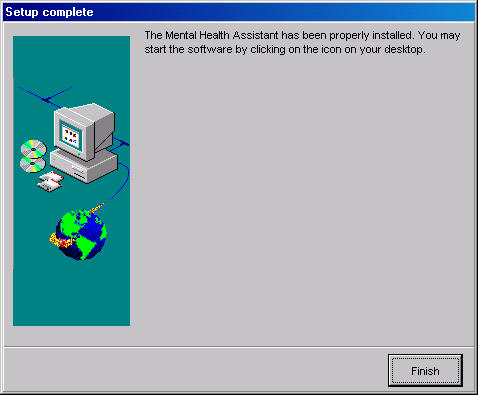 Setup complete
The Mental Health Assistant has been properly installed. You may
start the software by clicking on the icon on your desktop.
Finish